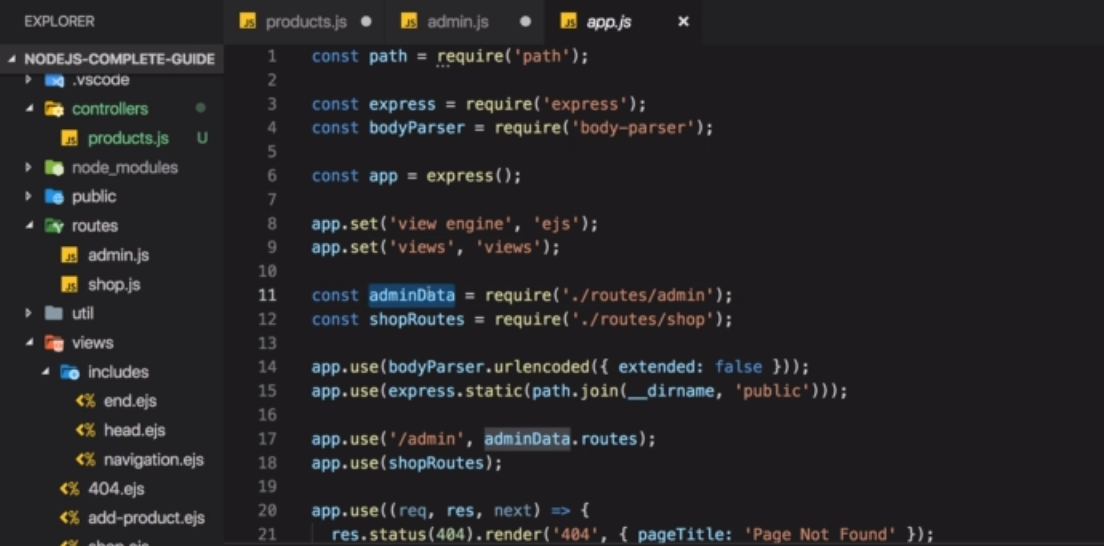 EXPLORER
NODEJS-COMPLETE-GUIDE
.vscode
controllers
products.js U
node_modules
public
routes
admin.js
shop.js
util
views
includes
end.ejs
head.ejs
navigation.ejs
404.ejs
add-product.ejs
shop.ejs
products.js admin.js app.js
1 const path = require('path');
2
3 const express = require('express');
4 const bodyParser = require('body-parser');
5
6 const app = express();
7
8 app.set('view engine', 'ejs');
9 app.set('views', 'views');
10
11 const adminData = require('./routes/admin');
12 const shopRoutes = require('./routes/shop');
13
14 app.use(bodyParser.urlencoded({ extended: false }));
15 app.use(express.static(path.join(__dirname, 'public')));
16
17 app.use('/admin', adminData.routes);
18 app.use(shopRoutes);
19
20 app.use((req, res, next) => {
21 res.status(404).render('404', { pageTitle: 'Page Not Found' });